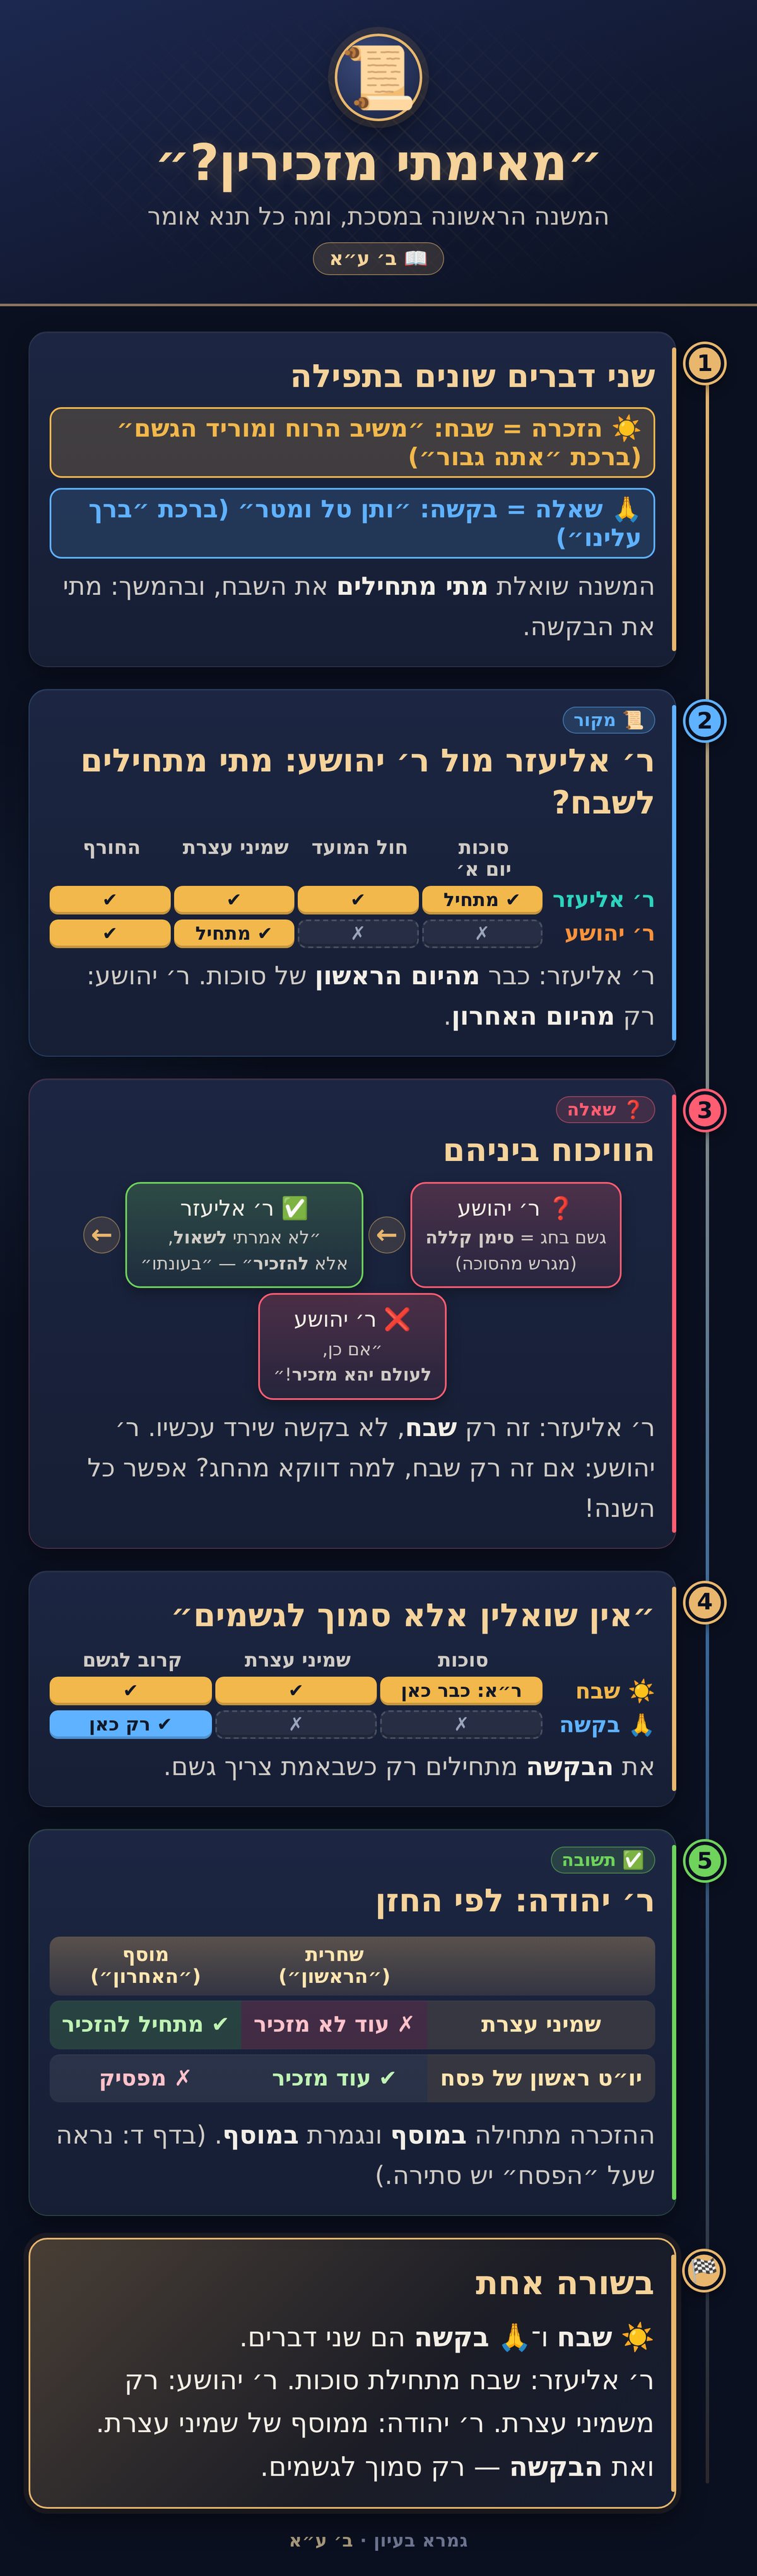 ״מאימתי מזכירין?״
המשנה הראשונה במסכת, ומה כל תנא אומר
📖 ב׳ ע״א
1
שני דברים שונים בתפילה
☀️ הזכרה = שבח: ״משיב הרוח ומוריד הגשם״
(ברכת ״אתה גבור״)
🙏 שאלה = בקשה: ״ותן טל ומטר״ (ברכת ״ברך
עלינו״)
המשנה שואלת מתי מתחילים את השבח, ובהמשך: מתי
את הבקשה.
2
📜 מקור
ר׳ אליעזר מול ר׳ יהושע: מתי מתחילים
לשבח?
סוכות יום א׳ חול המועד שמיני עצרת החורף
ר׳ אליעזר ✔ מתחיל ✔ ✔ ✔
ר׳ יהושע ✗ ✗ ✔ מתחיל ✔
ר׳ אליעזר: כבר מהיום הראשון של סוכות. ר׳ יהושע:
רק מהיום האחרון.
3
❓ שאלה
הוויכוח ביניהם
❓ ר׳ יהושע
גשם בחג = סימן קללה
(מגרש מהסוכה)
←
✅ ר׳ אליעזר
״לא אמרתי לשאול,
אלא להזכיר״ — ״בעונתו״
←
❌ ר׳ יהושע
״אם כן,
לעולם יהא מזכיר!״
ר׳ אליעזר: זה רק שבח, לא בקשה שירד עכשיו. ר׳
יהושע: אם זה רק שבח, למה דווקא מהחג? אפשר כל
השנה!
4
״אין שואלין אלא סמוך לגשמים״
סוכות שמיני עצרת קרוב לגשם
☀️ שבח ר״א: כבר כאן ✔ ✔
🙏 בקשה ✗ ✗ ✔ רק כאן
את הבקשה מתחילים רק כשבאמת צריך גשם.
5
✅ תשובה
ר׳ יהודה: לפי החזן
שחרית (״הראשון״) מוסף (״האחרון״)
שמיני עצרת ✗ עוד לא מזכיר ✔ מתחיל להזכיר
יו״ט ראשון של פסח ✔ עוד מזכיר ✗ מפסיק
ההזכרה מתחילה במוסף ונגמרת במוסף. (בדף ד: נראה
שעל ״הפסח״ יש סתירה.)
🏁
בשורה אחת
☀️ שבח ו־🙏 בקשה הם שני דברים.
ר׳ אליעזר: שבח מתחילת סוכות. ר׳ יהושע: רק
משמיני עצרת. ר׳ יהודה: ממוסף של שמיני עצרת.
ואת הבקשה — רק סמוך לגשמים.
גמרא בעיון · ב׳ ע״א